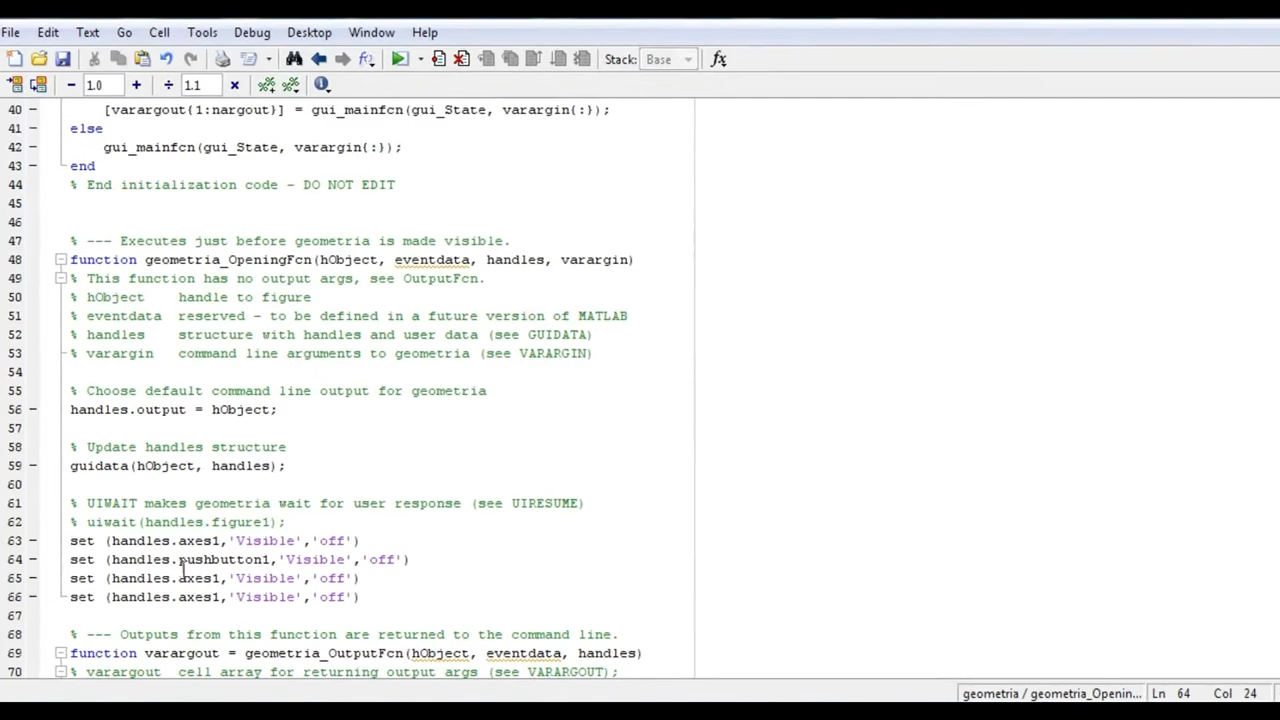 File Edit Text Go Cell Tools Debug Desktop Window Help
Stack: Base fx
− 1.0 + ÷ 1.1 ×
40 − [varargout{1:nargout}] = gui_mainfcn(gui_State, varargin{:});
41 − else
42 − gui_mainfcn(gui_State, varargin{:});
43 − end
44 % End initialization code - DO NOT EDIT
45
46
47 % --- Executes just before geometria is made visible.
48 function geometria_OpeningFcn(hObject, eventdata, handles, varargin)
49 % This function has no output args, see OutputFcn.
50 % hObject    handle to figure
51 % eventdata  reserved - to be defined in a future version of MATLAB
52 % handles    structure with handles and user data (see GUIDATA)
53 % varargin   command line arguments to geometria (see VARARGIN)
54
55 % Choose default command line output for geometria
56 − handles.output = hObject;
57
58 % Update handles structure
59 − guidata(hObject, handles);
60
61 % UIWAIT makes geometria wait for user response (see UIRESUME)
62 % uiwait(handles.figure1);
63 − set (handles.axes1,'Visible','off')
64 − set (handles.pushbutton1,'Visible','off')
65 − set (handles.axes1,'Visible','off')
66 − set (handles.axes1,'Visible','off')
67
68 % --- Outputs from this function are returned to the command line.
69 function varargout = geometria_OutputFcn(hObject, eventdata, handles)
70 % varargout  cell array for returning output args (see VARARGOUT);
geometria / geometria_Openin... Ln 64 Col 24